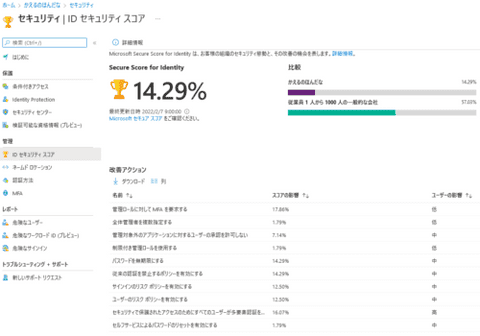 ホーム > かえるのほんだな > セキュリティ
セキュリティ | ID セキュリティ スコア ...
検索 (Ctrl+/)
はじめに
保護
条件付きアクセス
Identity Protection
セキュリティ センター
検証可能な資格情報 (プレビュー)
管理
ID セキュリティ スコア
ネームド ロケーション
認証方法
MFA
レポート
危険なユーザー
危険なワークロード ID (プレビュー)
危険なサインイン
トラブルシューティング + サポート
新しいサポート リクエスト
詳細情報
Microsoft Secure Score for Identity は、お客様の組織のセキュリティ態勢と、その改善の機会を表します。詳細情報。
Secure Score for Identity
14.29%
最終更新日時 2022/2/7 9:00:00
Microsoft セキュア スコア をご確認ください。
比較
かえるのほんだな 14.29%
従業員 1 人から 1000 人の一般的な会社
改善アクション
ダウンロード 列
名前 スコアの影響 ユーザーの影響
管理ロールに対して MFA を要求する 17.86% 低
全体管理者を複数指定する 1.79% 低
管理対象外のアプリケーションに対するユーザーの承認を許可しない 7.14% 中
制限付き管理ロールを使用する 1.79% 低
パスワードを無期限にする 14.29% 中
従来の認証を禁止するポリシーを有効にする 14.29% 中
サインインのリスク ポリシーを有効にする 12.50% 中
ユーザーのリスク ポリシーを有効にする 12.50% 中
セキュリティで保護されたアクセスのためにすべてのユーザーが多要素認証を... 16.07% 高
セルフサービスによるパスワードのリセットを有効にする 1.79% 中